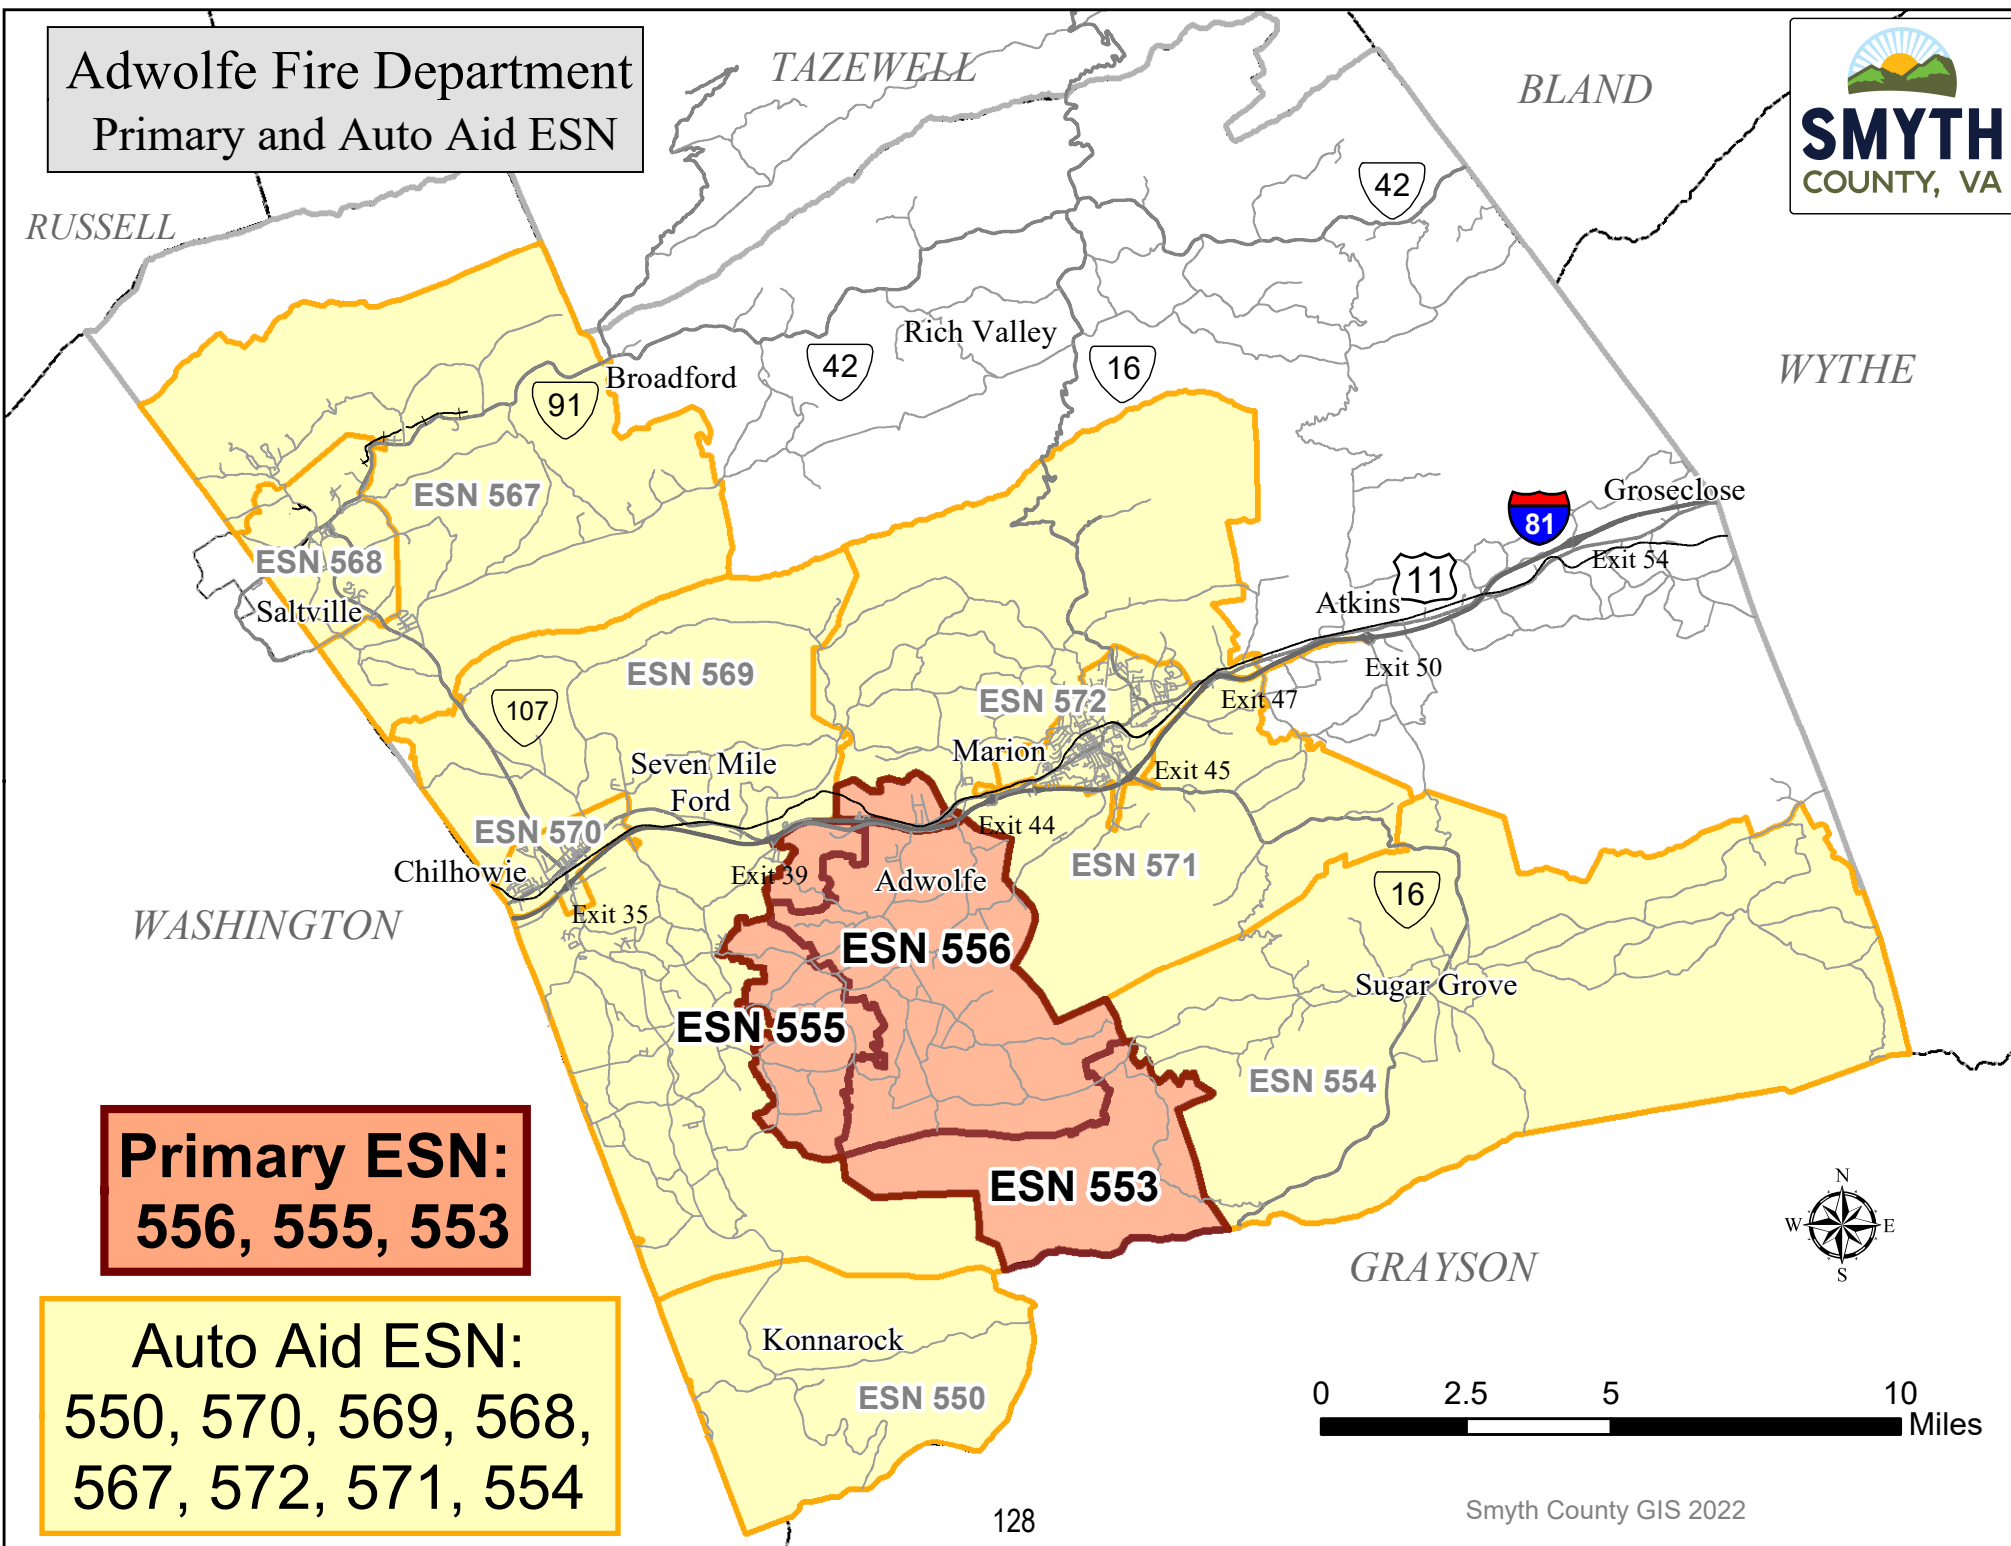 Adwolfe Fire Department
Primary and Auto Aid ESN
TAZEWELL
BLAND
SMYTH
COUNTY, VA
RUSSELL
42
Rich Valley
42
16
WYTHE
Broadford
91
ESN 567
Groseclose
81
ESN 568
Exit 54
11
Saltville
Atkins
ESN 569
Exit 50
107
ESN 572
Exit 47
Marion
Seven Mile
Ford
Exit 45
ESN 570
Exit 44
Chilhowie
Exit 39
Adwolfe
ESN 571
16
Exit 35
WASHINGTON
ESN 556
Sugar Grove
ESN 555
ESN 554
Primary ESN:
556, 555, 553
ESN 553
N
W E
S
GRAYSON
Auto Aid ESN:
550, 570, 569, 568,
567, 572, 571, 554
Konnarock
ESN 550
0 2.5 5 10
Miles
128
Smyth County GIS 2022